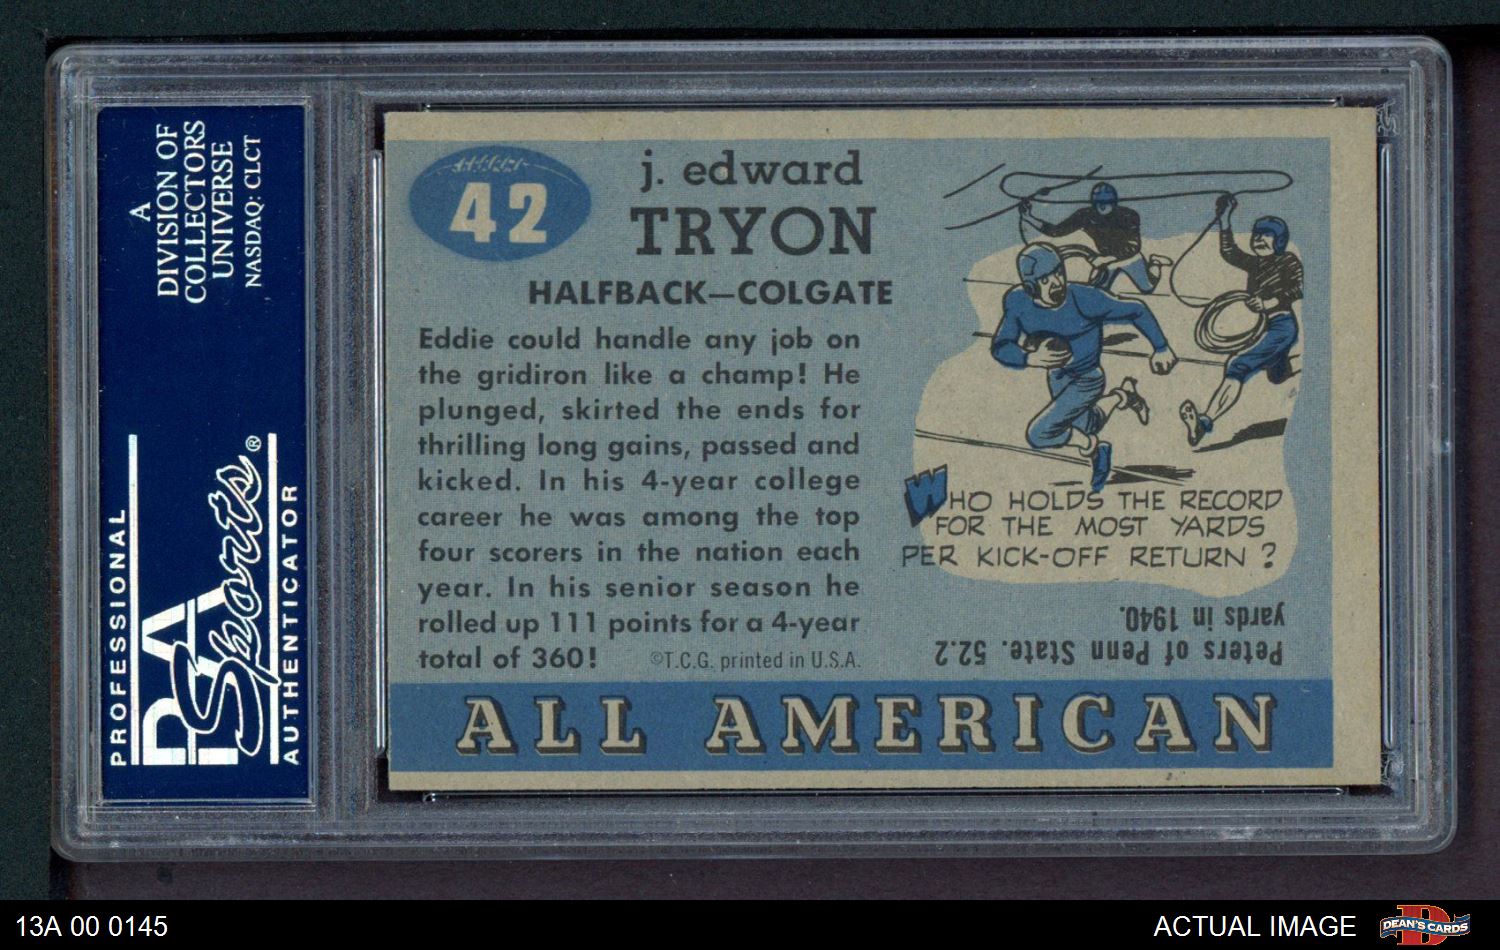 A
DIVISION OF
COLLECTORS
UNIVERSE
NASDAQ: CLCT
PROFESSIONAL
PSA
Sports®
AUTHENTICATOR
42
j. edward
TRYON
HALFBACK—COLGATE
Eddie could handle any job on
the gridiron like a champ! He
plunged, skirted the ends for
thrilling long gains, passed and
kicked. In his 4-year college
career he was among the top
four scorers in the nation each
year. In his senior season he
rolled up 111 points for a 4-year
total of 360!
©T.C.G. printed in U.S.A.
WHO HOLDS THE RECORD
FOR THE MOST YARDS
PER KICK-OFF RETURN?
Peters of Penn State. 52.2
yards in 1940.
ALL AMERICAN
13A 00 0145
ACTUAL IMAGE
D
DEAN'S CARDS